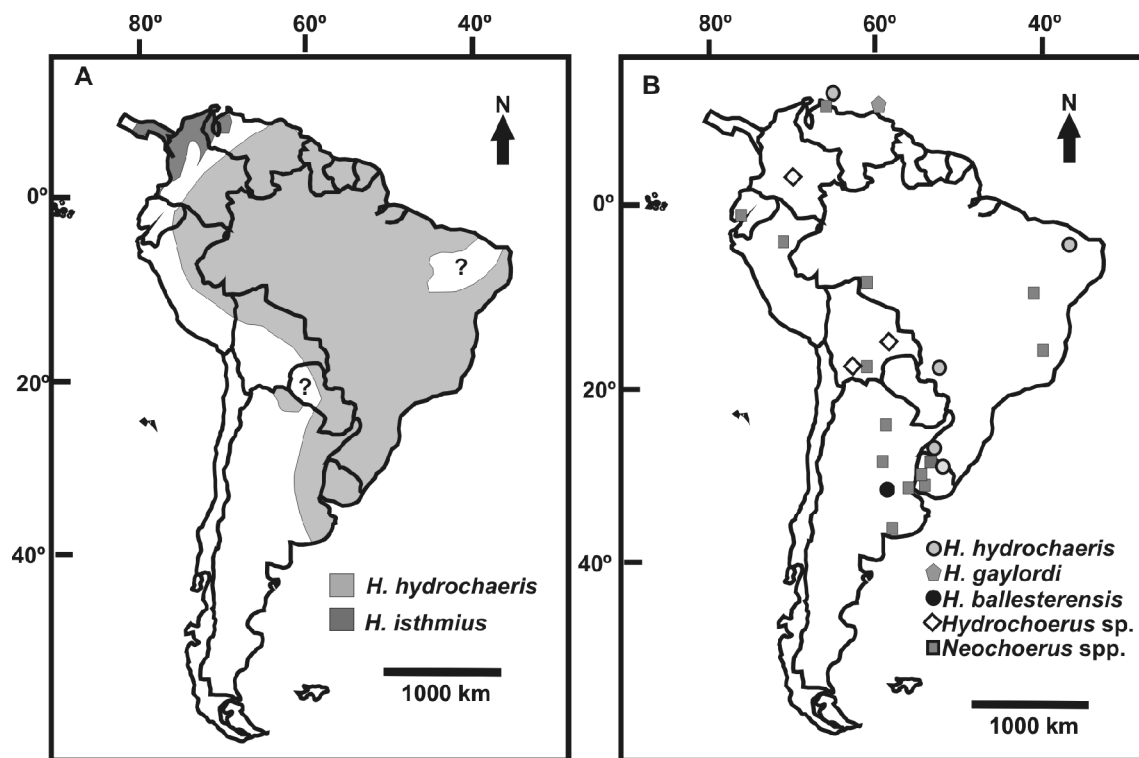 80º 60º 40º
A
N
0º
?
?
20º
40º
H. hydrochaeris
H. isthmius
1000 km
80º 60º 40º
B
N
0º
20º
40º
H. hydrochaeris
H. gaylordi
H. ballesterensis
Hydrochoerus sp.
Neochoerus spp.
1000 km